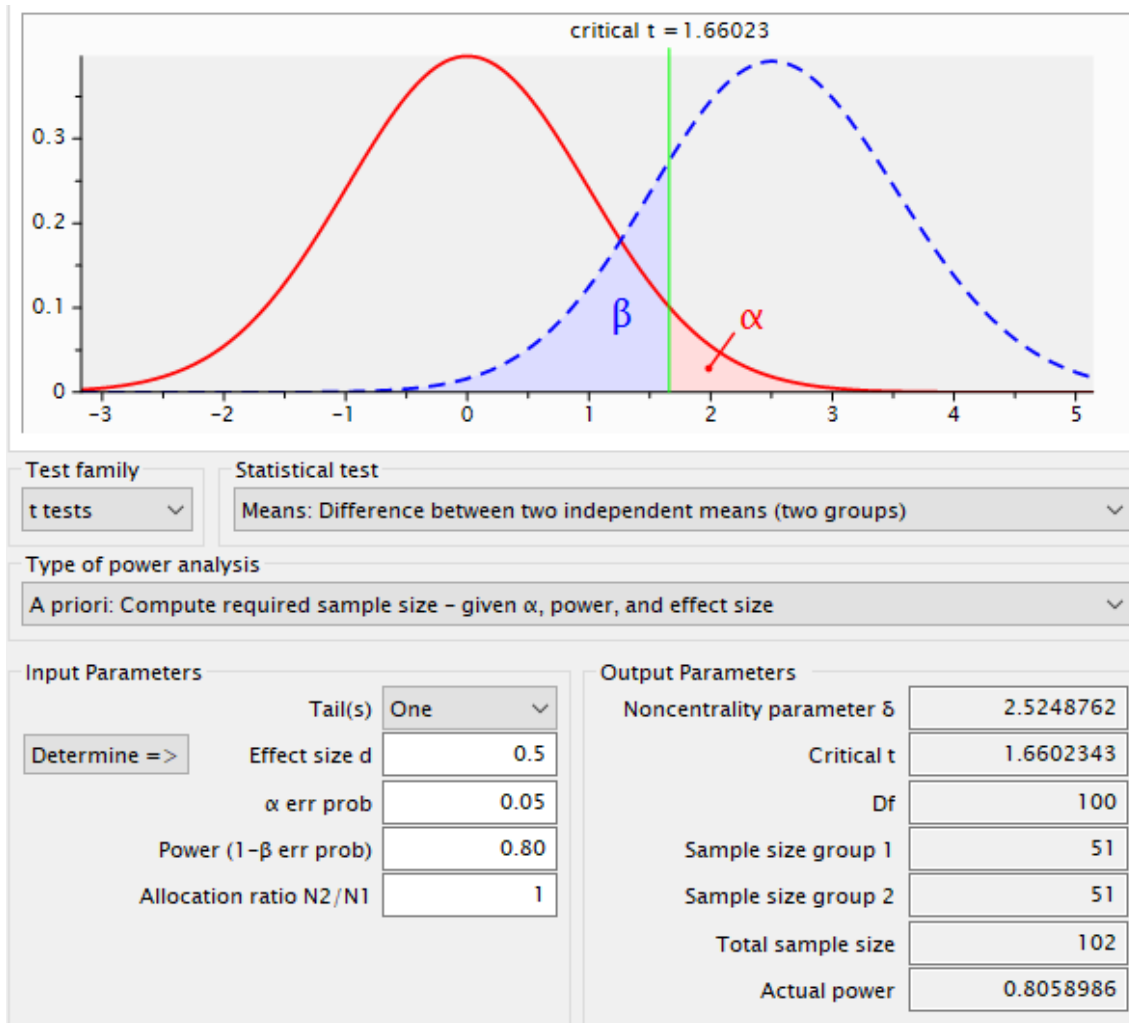 critical t = 1.66023
0.3
0.2
β
α
0.1
0
-3 -2 -1 0 1 2 3 4 5
Test family
Statistical test
t tests
Means: Difference between two independent means (two groups)
Type of power analysis
A priori: Compute required sample size – given α, power, and effect size
Input Parameters
Output Parameters
Tail(s) One
Noncentrality parameter δ 2.5248762
Determine => Effect size d 0.5
Critical t 1.6602343
α err prob 0.05
Df 100
Power (1-β err prob) 0.80
Sample size group 1 51
Allocation ratio N2/N1 1
Sample size group 2 51
Total sample size 102
Actual power 0.8058986